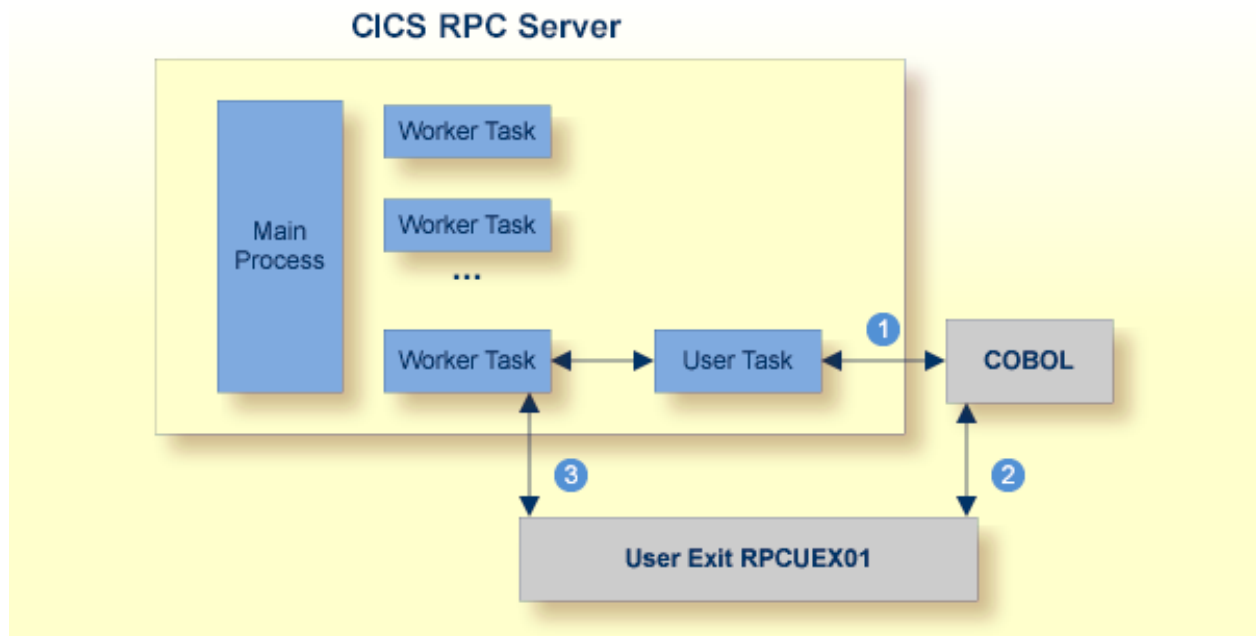 CICS RPC Server
Main
Process
Worker Task
Worker Task
...
Worker Task
User Task
1
COBOL
3
2
User Exit RPCUEX01